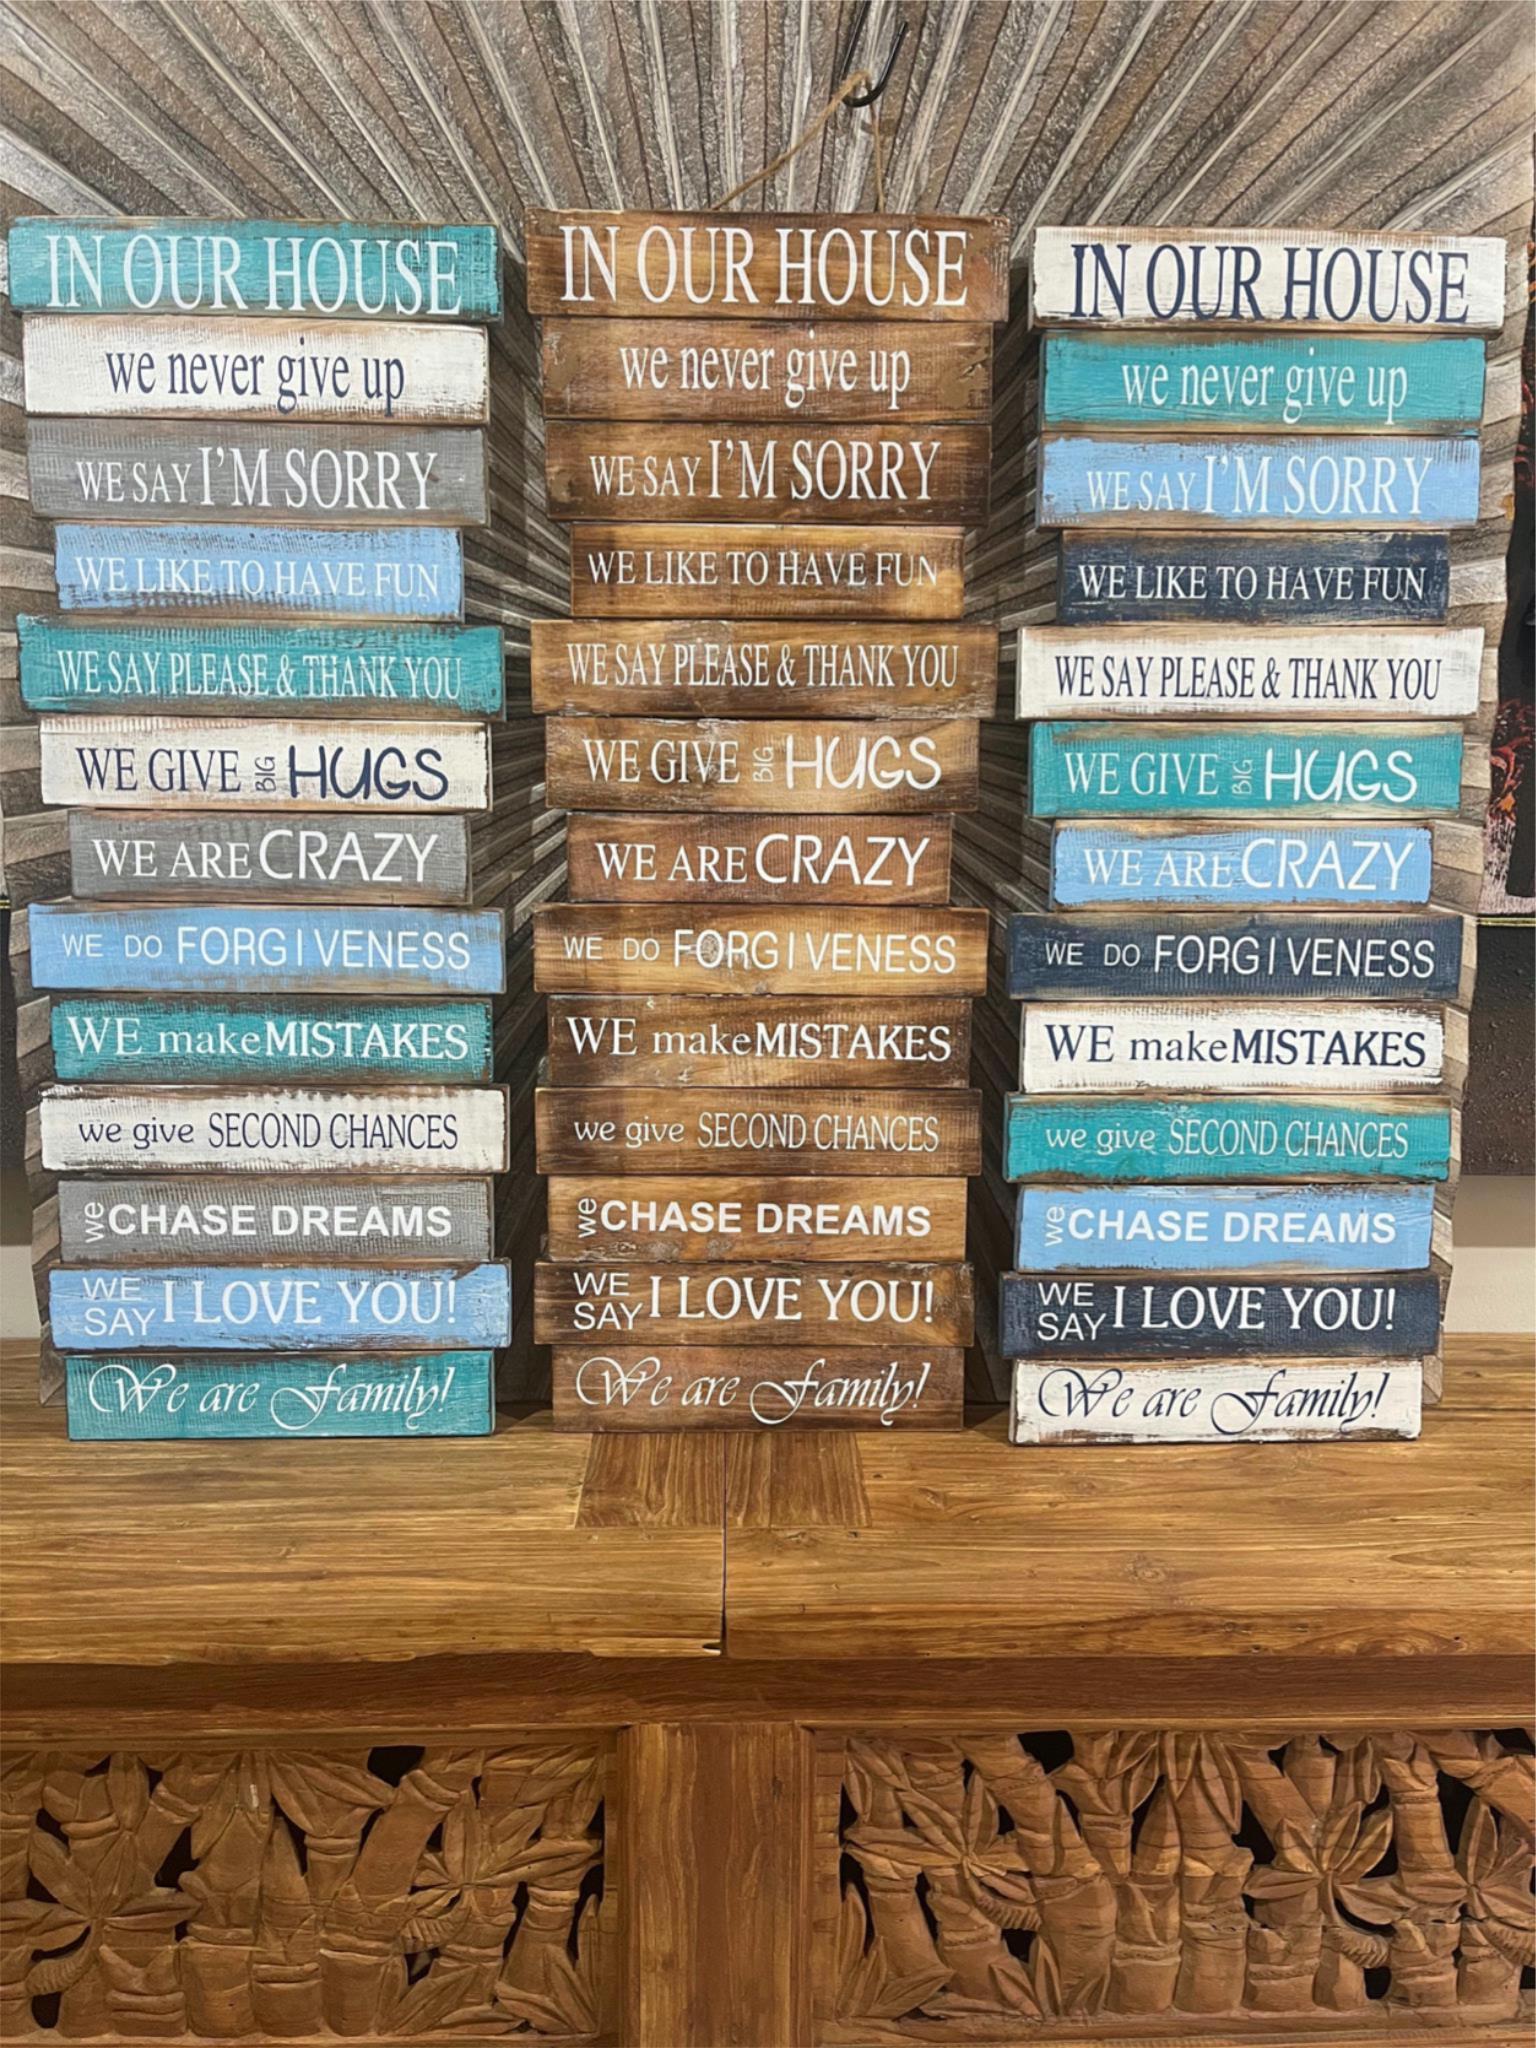 IN OUR HOUSE
we never give up
WE SAY I'M SORRY
WE LIKE TO HAVE FUN
WE SAY PLEASE & THANK YOU
WE GIVE BIG HUGS
WE ARE CRAZY
WE DO FORGIVENESS
WE make MISTAKES
we give SECOND CHANCES
we CHASE DREAMS
WE SAY I LOVE YOU!
We are Family!
IN OUR HOUSE
we never give up
WE SAY I'M SORRY
WE LIKE TO HAVE FUN
WE SAY PLEASE & THANK YOU
WE GIVE BIG HUGS
WE ARE CRAZY
WE DO FORGIVENESS
WE make MISTAKES
we give SECOND CHANCES
we CHASE DREAMS
WE SAY I LOVE YOU!
We are Family!
IN OUR HOUSE
we never give up
WE SAY I'M SORRY
WE LIKE TO HAVE FUN
WE SAY PLEASE & THANK YOU
WE GIVE BIG HUGS
WE ARE CRAZY
WE DO FORGIVENESS
WE make MISTAKES
we give SECOND CHANCES
we CHASE DREAMS
WE SAY I LOVE YOU!
We are Family!